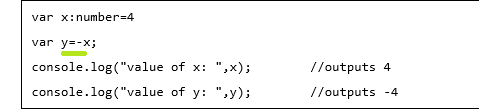 var x:number=4
var y=-x;
console.log("value of x: ",x); //outputs 4
console.log("value of y: ",y); //outputs -4